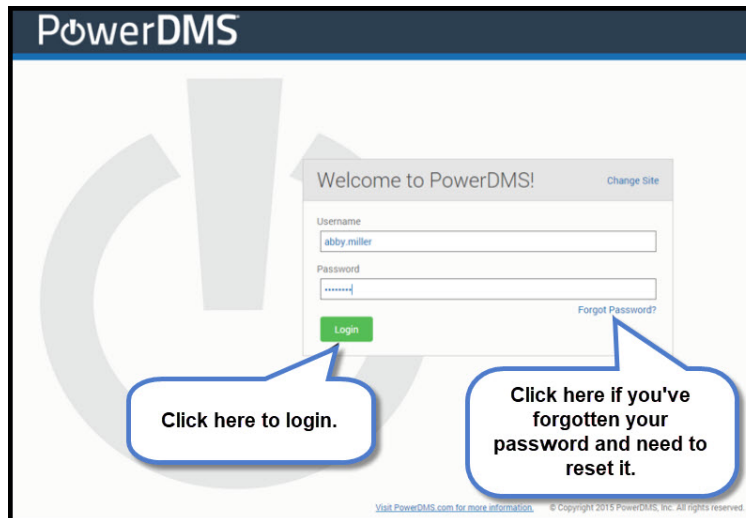 PowerDMS
Welcome to PowerDMS!
Change Site
Username
abby.miller
Password
••••••••
Forgot Password?
Login
Click here to login.
Click here if you've
forgotten your
password and need to
reset it.
Visit PowerDMS.com for more information.
© Copyright 2015 PowerDMS, Inc. All rights reserved.